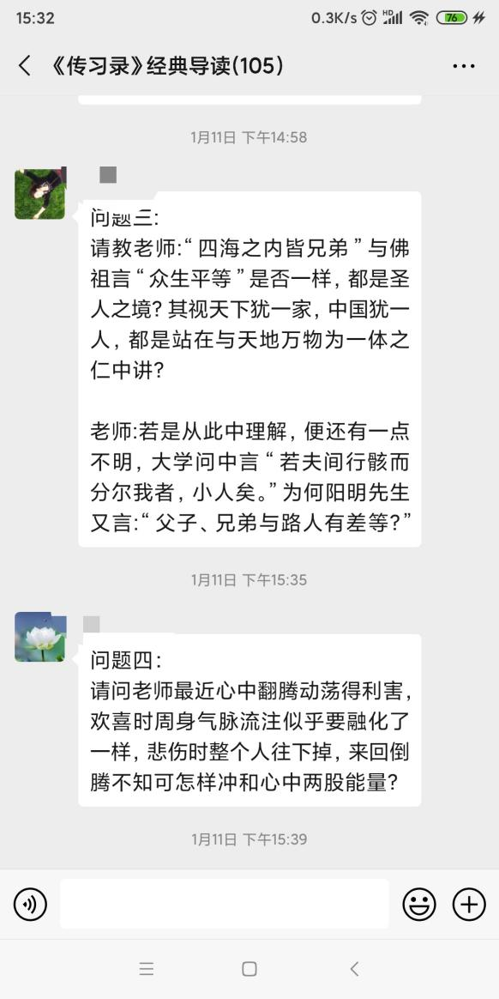 15:32
0.3K/s
HD
76
《传习录》经典导读(105)
1月11日 下午14:58
问题三:
请教老师:“四海之内皆兄弟”与佛
祖言“众生平等”是否一样，都是圣
人之境？其视天下犹一家，中国犹一
人，都是站在与天地万物为一体之
仁中讲？
老师:若是从此中理解，便还有一点
不明，大学问中言“若夫间行骸而
分尔我者，小人矣。”为何阳明先生
又言:“父子、兄弟与路人有差等？”
1月11日 下午15:35
问题四：
请问老师最近心中翻腾动荡得利害，
欢喜时周身气脉流注似乎要融化了
一样，悲伤时整个人往下掉，来回倒
腾不知可怎样冲和心中两股能量？
1月11日 下午15:39